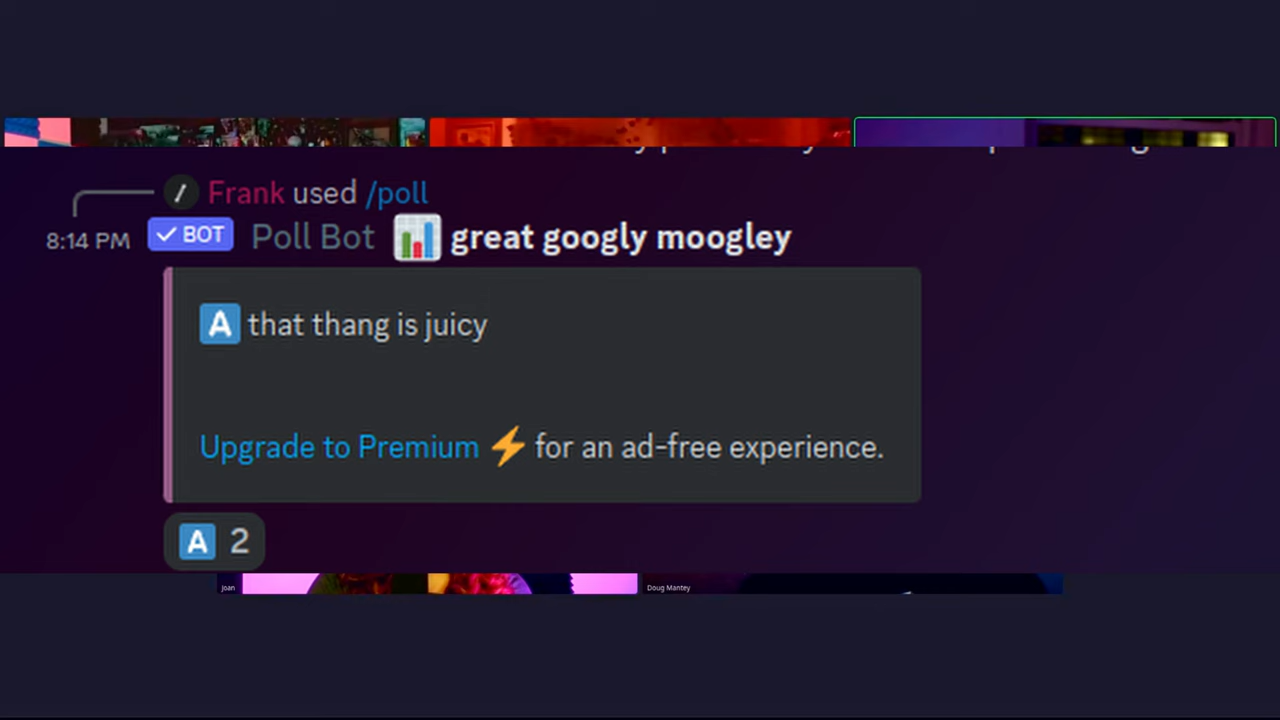 Frank used /poll
8:14 PM BOT Poll Bot 📊 great googly moogley
A that thang is juicy
Upgrade to Premium ⚡ for an ad-free experience.
A 2
Joan
Doug Mantey